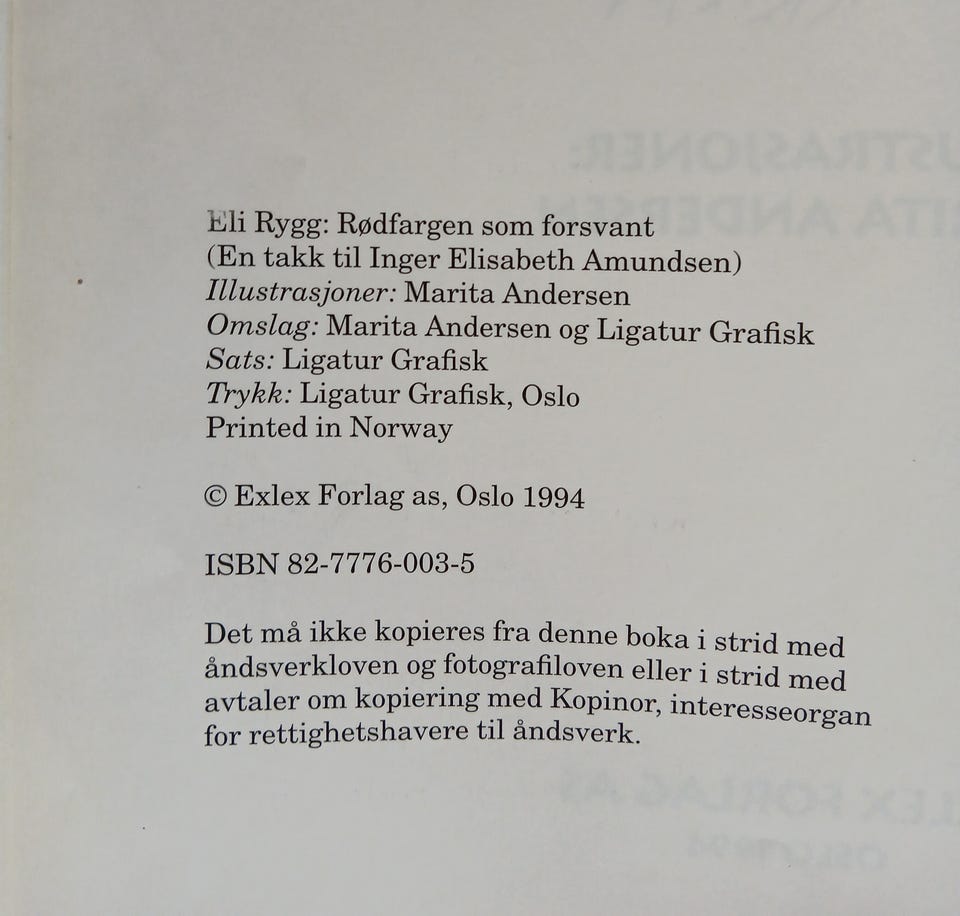 Eli Rygg: Rødfargen som forsvant
(En takk til Inger Elisabeth Amundsen)
Illustrasjoner: Marita Andersen
Omslag: Marita Andersen og Ligatur Grafisk
Sats: Ligatur Grafisk
Trykk: Ligatur Grafisk, Oslo
Printed in Norway
© Exlex Forlag as, Oslo 1994
ISBN 82-7776-003-5
Det må ikke kopieres fra denne boka i strid med
åndsverkloven og fotografiloven eller i strid med
avtaler om kopiering med Kopinor, interesseorgan
for rettighetshavere til åndsverk.